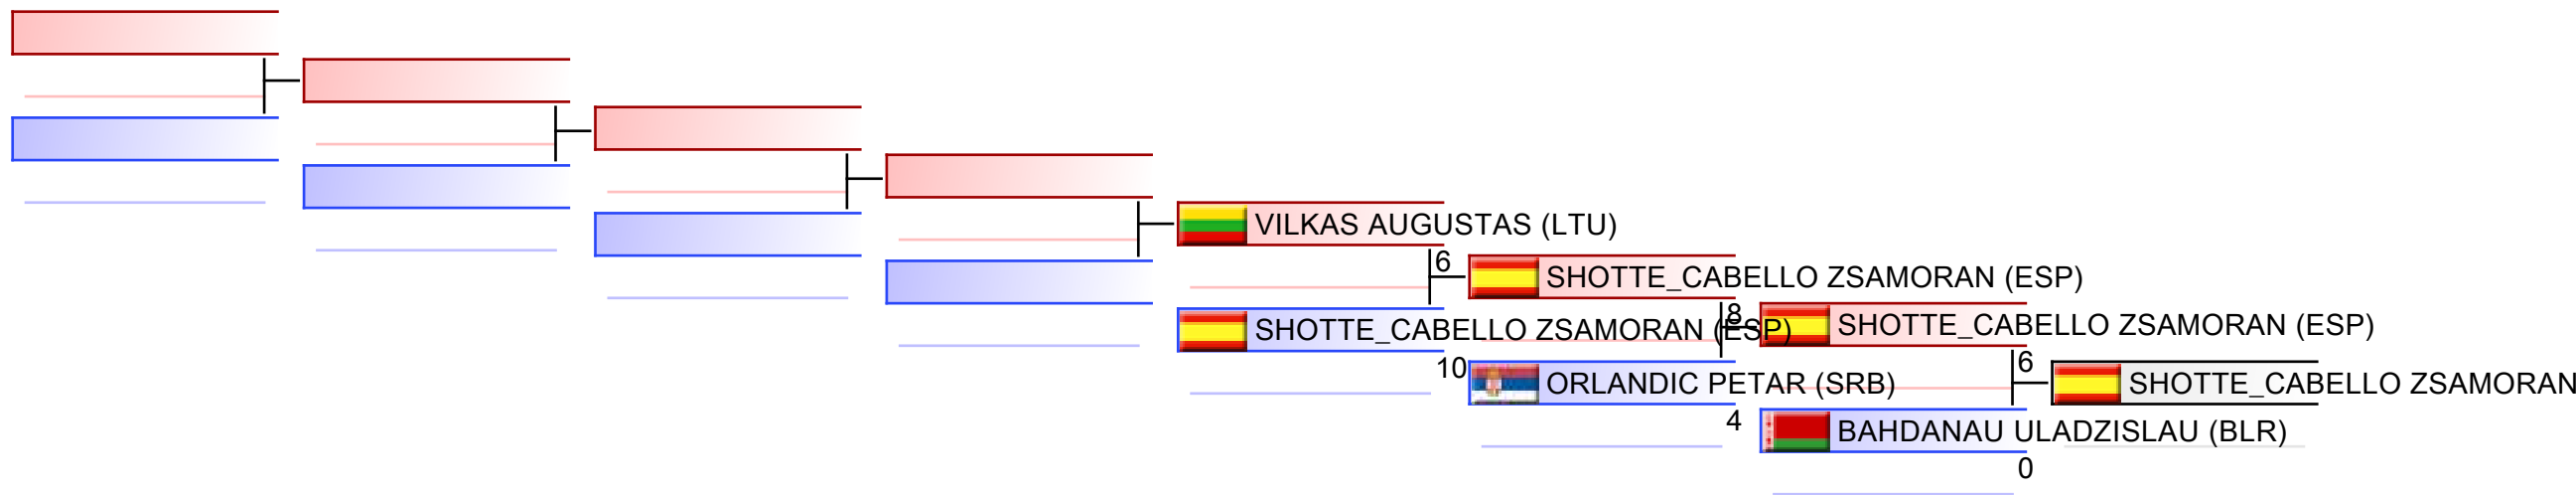 VILKAS AUGUSTAS (LTU)
6
SHOTTE_CABELLO ZSAMORAN (ESP)
SHOTTE_CABELLO ZSAMORAN (ESP)
10
8
SHOTTE_CABELLO ZSAMORAN (ESP)
ORLANDIC PETAR (SRB)
4
6
SHOTTE_CABELLO ZSAMORAN
BAHDANAU ULADZISLAU (BLR)
0